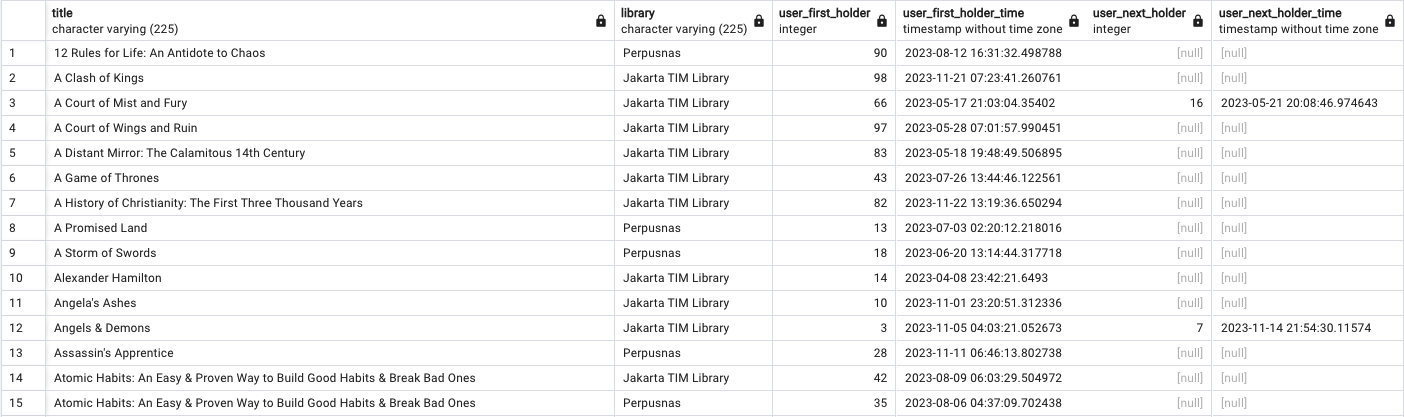 title library user_first_holder user_first_holder_time user_next_holder user_next_holder_time
character varying (225) character varying (225) integer timestamp without time zone integer timestamp without time zone
1 12 Rules for Life: An Antidote to Chaos Perpusnas 90 2023-08-12 16:31:32.498788 [null] [null]
2 A Clash of Kings Jakarta TIM Library 98 2023-11-21 07:23:41.260761 [null] [null]
3 A Court of Mist and Fury Jakarta TIM Library 66 2023-05-17 21:03:04.35402 16 2023-05-21 20:08:46.974643
4 A Court of Wings and Ruin Jakarta TIM Library 97 2023-05-28 07:01:57.990451 [null] [null]
5 A Distant Mirror: The Calamitous 14th Century Jakarta TIM Library 83 2023-05-18 19:48:49.506895 [null] [null]
6 A Game of Thrones Jakarta TIM Library 43 2023-07-26 13:44:46.122561 [null] [null]
7 A History of Christianity: The First Three Thousand Years Jakarta TIM Library 82 2023-11-22 13:19:36.650294 [null] [null]
8 A Promised Land Perpusnas 13 2023-07-03 02:20:12.218016 [null] [null]
9 A Storm of Swords Perpusnas 18 2023-06-20 13:14:44.317718 [null] [null]
10 Alexander Hamilton Jakarta TIM Library 14 2023-04-08 23:42:21.6493 [null] [null]
11 Angela's Ashes Jakarta TIM Library 10 2023-11-01 23:20:51.312336 [null] [null]
12 Angels & Demons Jakarta TIM Library 3 2023-11-05 04:03:21.052673 7 2023-11-14 21:54:30.11574
13 Assassin's Apprentice Perpusnas 28 2023-11-11 06:46:13.802738 [null] [null]
14 Atomic Habits: An Easy & Proven Way to Build Good Habits & Break Bad Ones Jakarta TIM Library 42 2023-08-09 06:03:29.504972 [null] [null]
15 Atomic Habits: An Easy & Proven Way to Build Good Habits & Break Bad Ones Perpusnas 35 2023-08-06 04:37:09.702438 [null] [null]